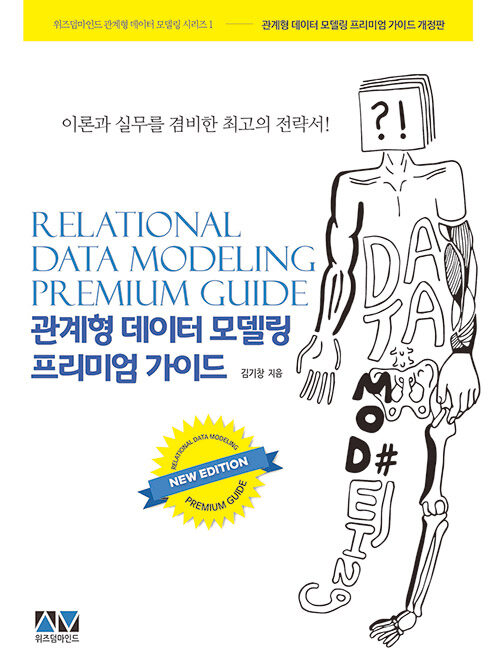 위즈덤마인드 관계형 데이터 모델링 시리즈 1 관계형 데이터 모델링 프리미엄 가이드 개정판
?!
이론과 실무를 겸비한 최고의 전략서!
RELATIONAL
DATA MODELING
PREMIUM GUIDE
관계형 데이터 모델링
프리미엄 가이드 김기창 지음
DA
TA
MOD
#
RELATIONAL DATA MODELING
NEW EDITION
PREMIUM GUIDE
위즈덤마인드